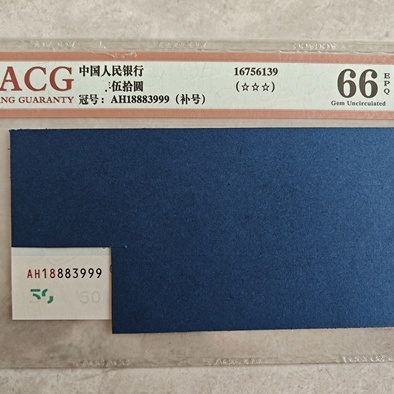 ACG 中国人民银行 16756139 66 EPQ
伍拾圆 (☆☆☆) Gem Uncirculated
NG GUARANTY 冠号：AH18883999（补号）
AH18883999
50 50